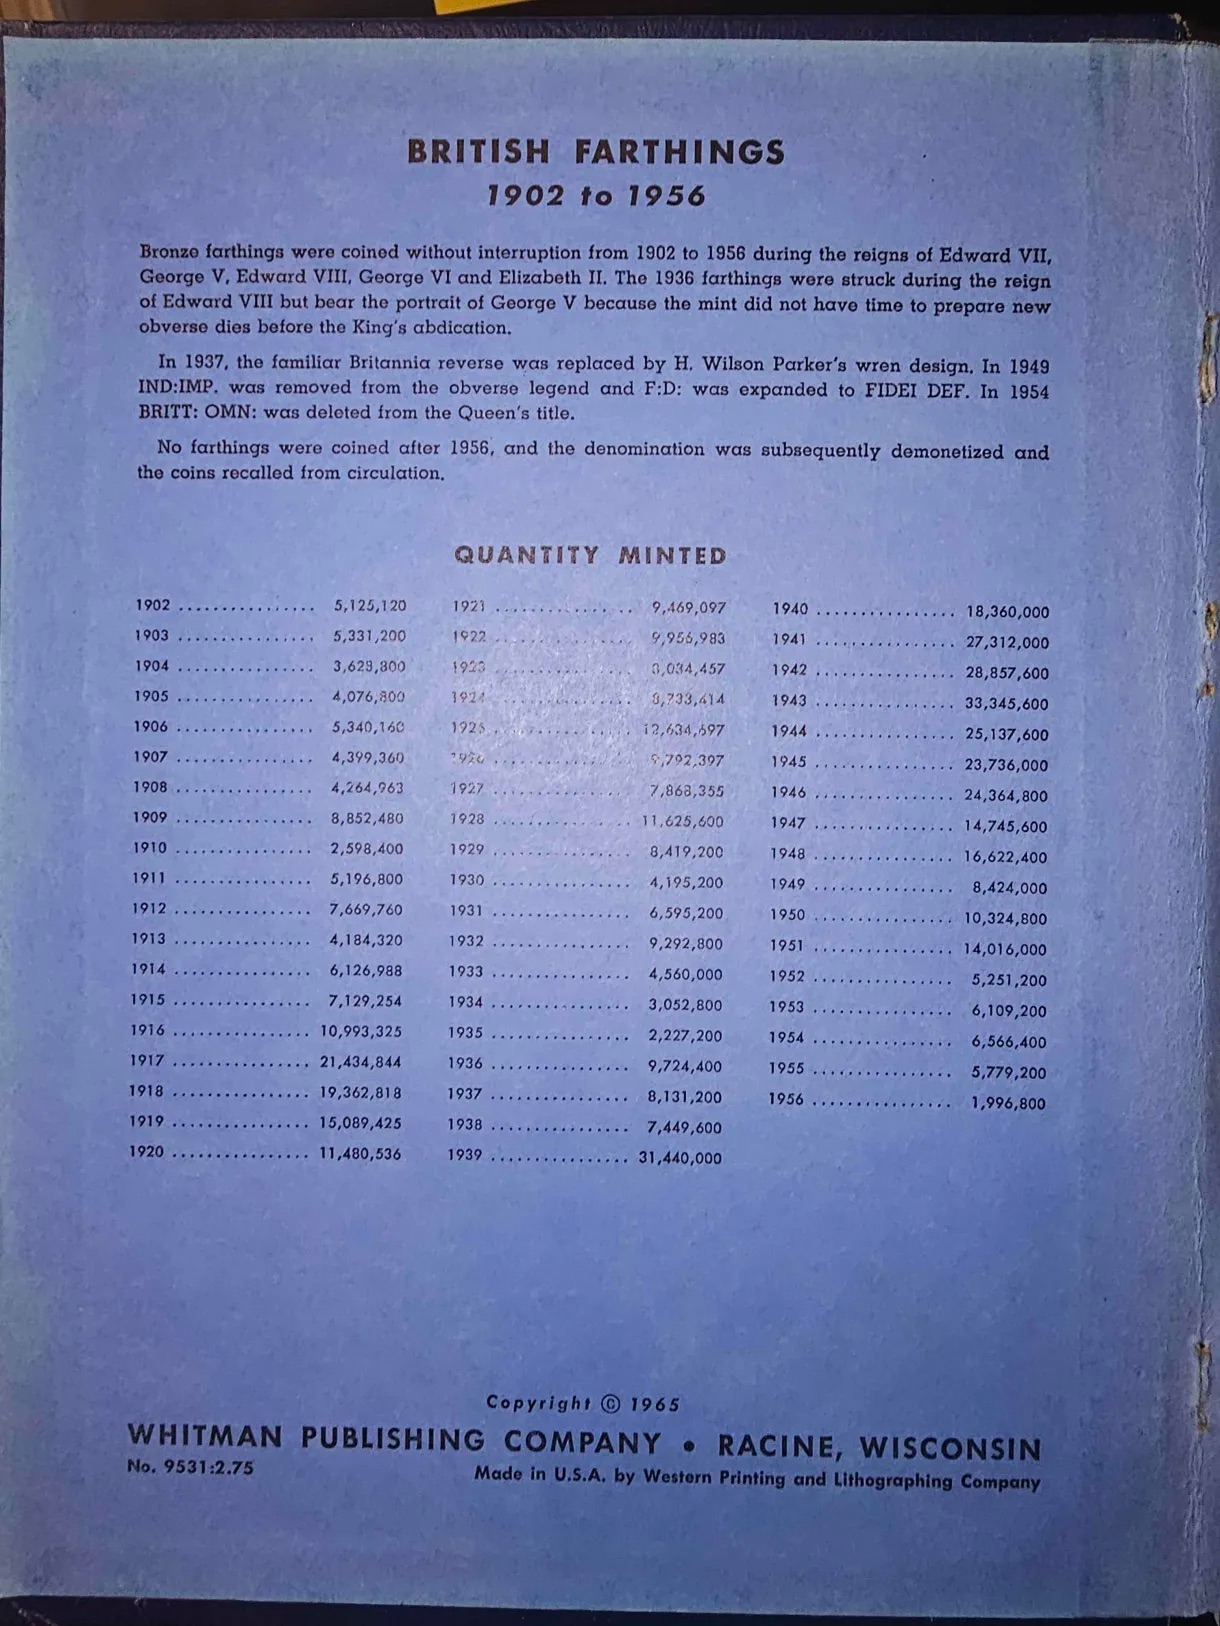 BRITISH FARTHINGS
1902 to 1956
Bronze farthings were coined without interruption from 1902 to 1956 during the reigns of Edward VII,
George V, Edward VIII, George VI and Elizabeth II. The 1936 farthings were struck during the reign
of Edward VIII but bear the portrait of George V because the mint did not have time to prepare new
obverse dies before the King's abdication.
In 1937, the familiar Britannia reverse was replaced by H. Wilson Parker's wren design. In 1949
IND:IMP. was removed from the obverse legend and F:D: was expanded to FIDEI DEF. In 1954
BRITT: OMN: was deleted from the Queen's title.
No farthings were coined after 1956, and the denomination was subsequently demonetized and
the coins recalled from circulation.
QUANTITY MINTED
1902 ................ 5,125,120
1903 ................ 5,331,200
1904 ................ 3,628,800
1905 ................ 4,076,800
1906 ................ 5,340,160
1907 ................ 4,399,360
1908 ................ 4,264,963
1909 ................ 8,852,480
1910 ................ 2,598,400
1911 ................ 5,196,800
1912 ................ 7,669,760
1913 ................ 4,184,320
1914 ................ 6,126,988
1915 ................ 7,129,254
1916 ................ 10,993,325
1917 ................ 21,434,844
1918 ................ 19,362,818
1919 ................ 15,089,425
1920 ................ 11,480,536
1921 ................ 9,469,097
1922 ................ 9,956,983
1923 ................ 8,034,457
1924 ................ 8,733,414
1925 ................ 12,634,697
1926 ................ 9,792,397
1927 ................ 7,868,355
1928 ................ 11,625,600
1929 ................ 8,419,200
1930 ................ 4,195,200
1931 ................ 6,595,200
1932 ................ 9,292,800
1933 ................ 4,560,000
1934 ................ 3,052,800
1935 ................ 2,227,200
1936 ................ 9,724,400
1937 ................ 8,131,200
1938 ................ 7,449,600
1939 ................ 31,440,000
1940 ................ 18,360,000
1941 ................ 27,312,000
1942 ................ 28,857,600
1943 ................ 33,345,600
1944 ................ 25,137,600
1945 ................ 23,736,000
1946 ................ 24,364,800
1947 ................ 14,745,600
1948 ................ 16,622,400
1949 ................ 8,424,000
1950 ................ 10,324,800
1951 ................ 14,016,000
1952 ................ 5,251,200
1953 ................ 6,109,200
1954 ................ 6,566,400
1955 ................ 5,779,200
1956 ................ 1,996,800
Copyright © 1965
WHITMAN PUBLISHING COMPANY • RACINE, WISCONSIN
No. 9531:2.75
Made in U.S.A. by Western Printing and Lithographing Company